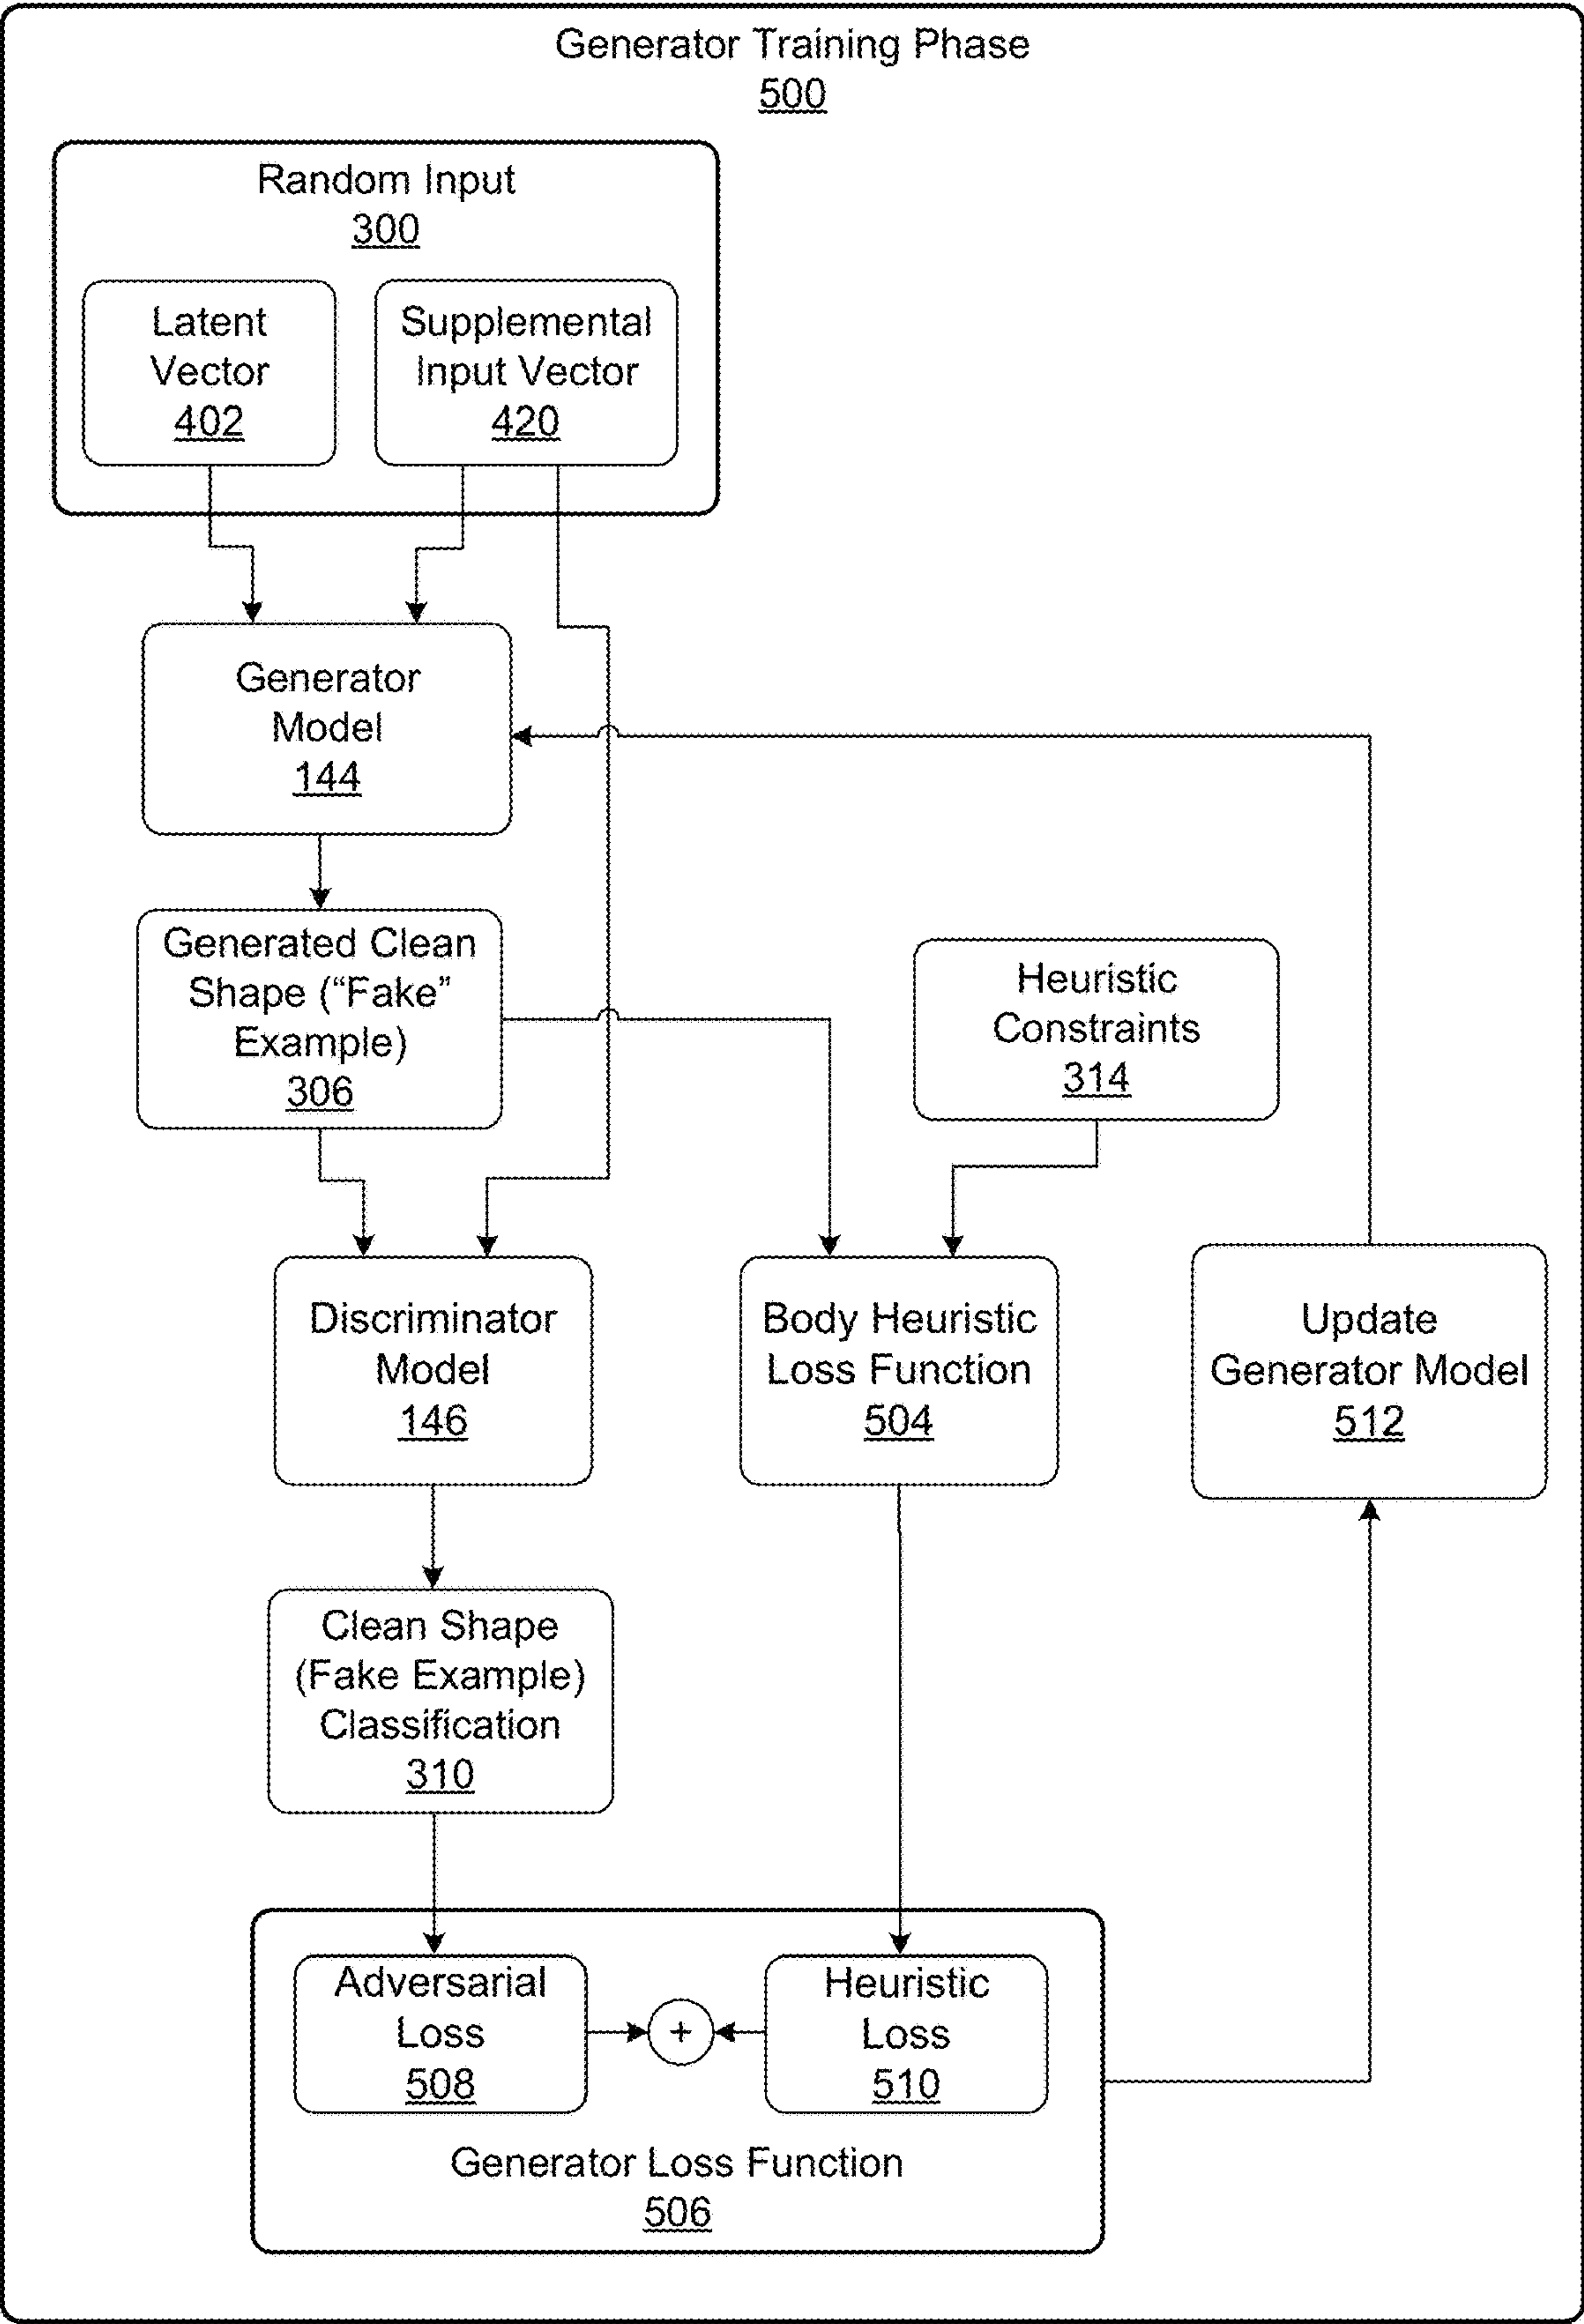 Generator Training Phase
500
Random Input
300
Latent
Vector
402
Supplemental
Input Vector
420
Generator
Model
144
Generated Clean
Shape (“Fake”
Example)
306
Heuristic
Constraints
314
Discriminator
Model
146
Body Heuristic
Loss Function
504
Update
Generator Model
512
Clean Shape
(Fake Example)
Classification
310
Adversarial
Loss
508
+
Heuristic
Loss
510
Generator Loss Function
506